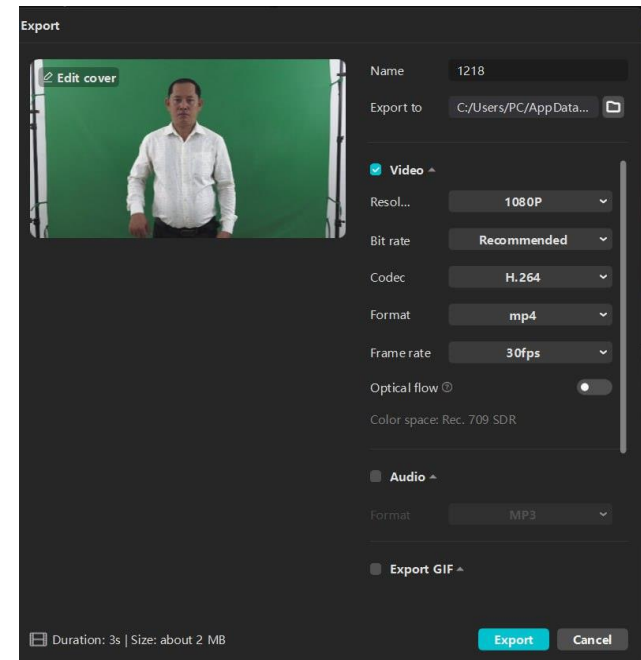 Export
Edit cover
Name 1218
Export to C:/Users/PC/AppData...
Video
Resol... 1080P
Bit rate Recommended
Codec H.264
Format mp4
Frame rate 30fps
Optical flow
Color space: Rec. 709 SDR
Audio
Format MP3
Export GIF
Duration: 3s | Size: about 2 MB
Export Cancel